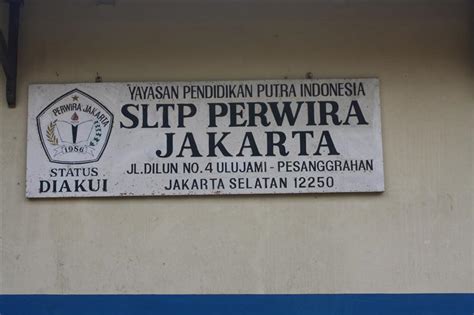 YAYASAN PENDIDIKAN PUTRA INDONESIA
SLTP PERWIRA
JAKARTA
JL.DILUN NO.4 ULUJAMI - PESANGGRAHAN
JAKARTA SELATAN 12250
PERWIRA JAKARTA
1986
STATUS
DIAKUI